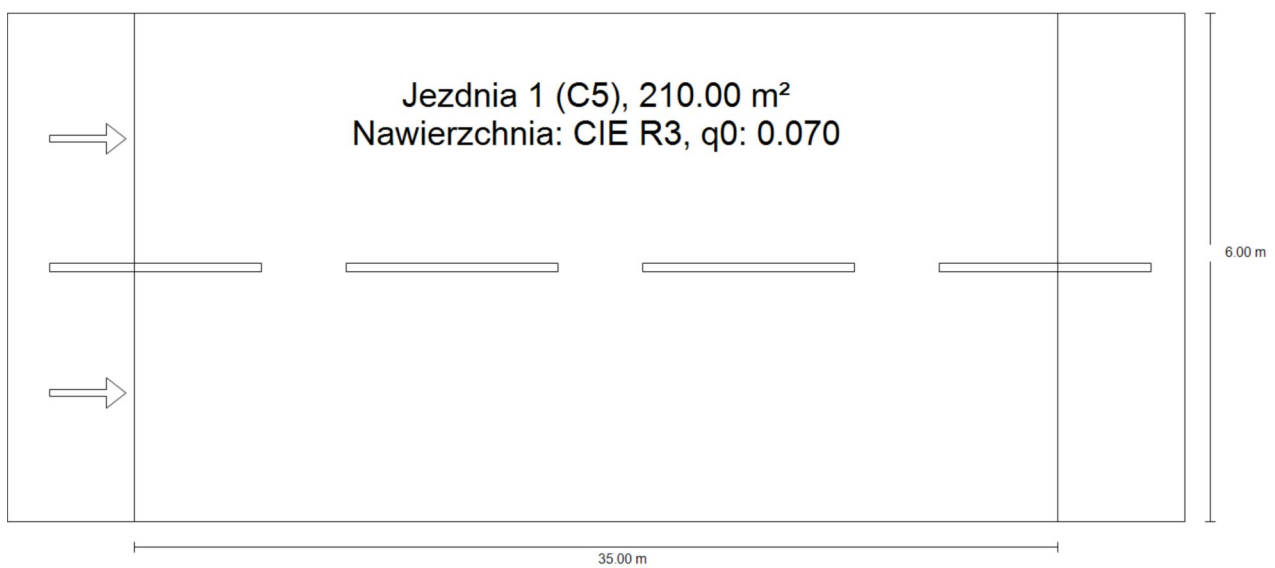 Jezdnia 1 (C5), 210.00 m²
Nawierzchnia: CIE R3, q0: 0.070
6.00 m
35.00 m